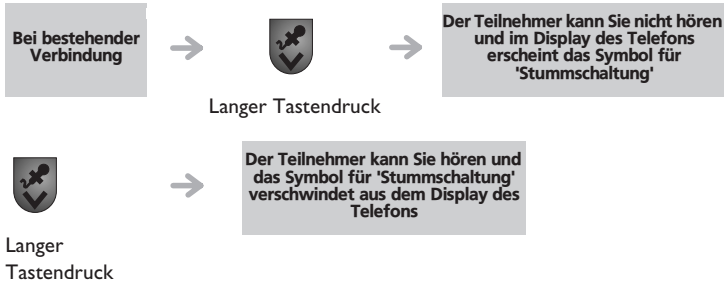 Bei bestehender
Verbindung
Langer Tastendruck
Der Teilnehmer kann Sie nicht hören
und im Display des Telefons
erscheint das Symbol für
'Stummschaltung'
Langer
Tastendruck
Der Teilnehmer kann Sie hören und
das Symbol für 'Stummschaltung'
verschwindet aus dem Display des
Telefons